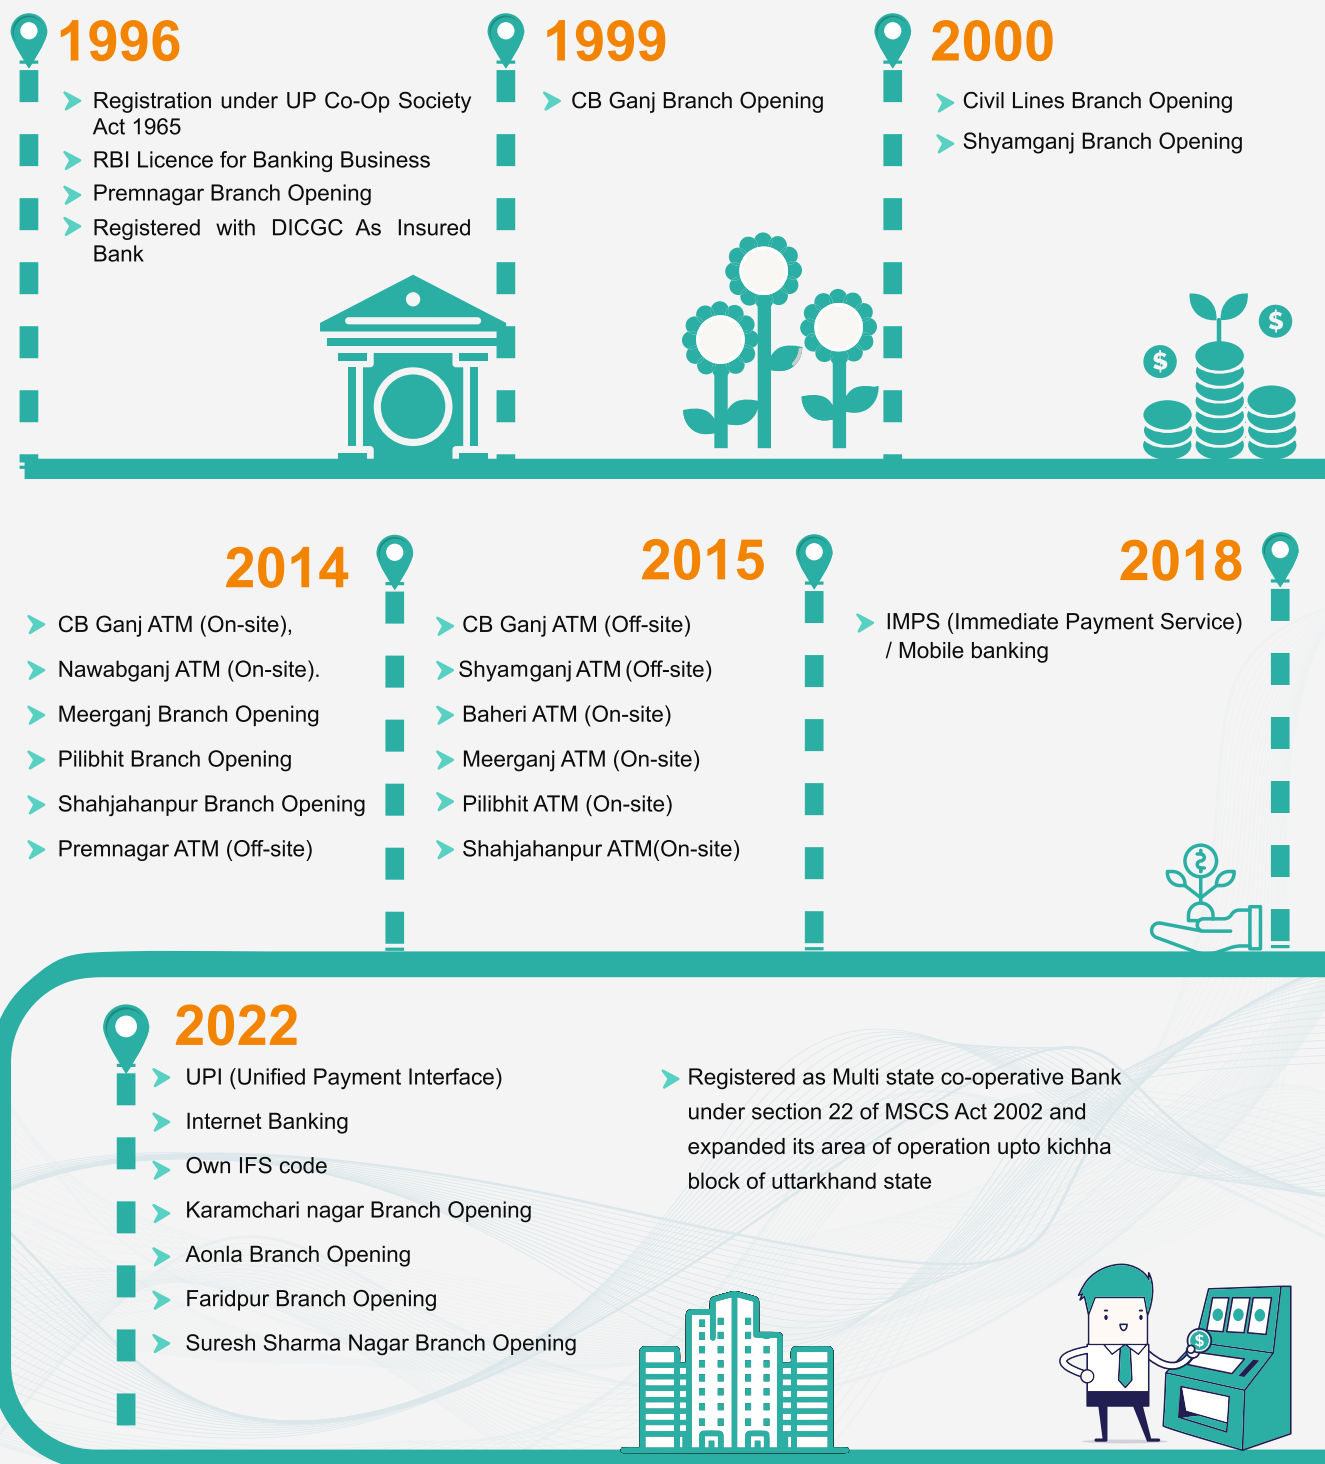 1996
Registration under UP Co-Op Society
Act 1965
RBI Licence for Banking Business
Premnagar Branch Opening
Registered with DICGC As Insured
Bank
1999
CB Ganj Branch Opening
2000
Civil Lines Branch Opening
Shyamganj Branch Opening
$
$
2014
CB Ganj ATM (On-site),
Nawabganj ATM (On-site).
Meerganj Branch Opening
Pilibhit Branch Opening
Shahjahanpur Branch Opening
Premnagar ATM (Off-site)
2015
CB Ganj ATM (Off-site)
Shyamganj ATM (Off-site)
Baheri ATM (On-site)
Meerganj ATM (On-site)
Pilibhit ATM (On-site)
Shahjahanpur ATM(On-site)
2018
IMPS (Immediate Payment Service)
/ Mobile banking
$
2022
UPI (Unified Payment Interface)
Internet Banking
Own IFS code
Karamchari nagar Branch Opening
Aonla Branch Opening
Faridpur Branch Opening
Suresh Sharma Nagar Branch Opening
Registered as Multi state co-operative Bank
under section 22 of MSCS Act 2002 and
expanded its area of operation upto kichha
block of uttarkhand state
$